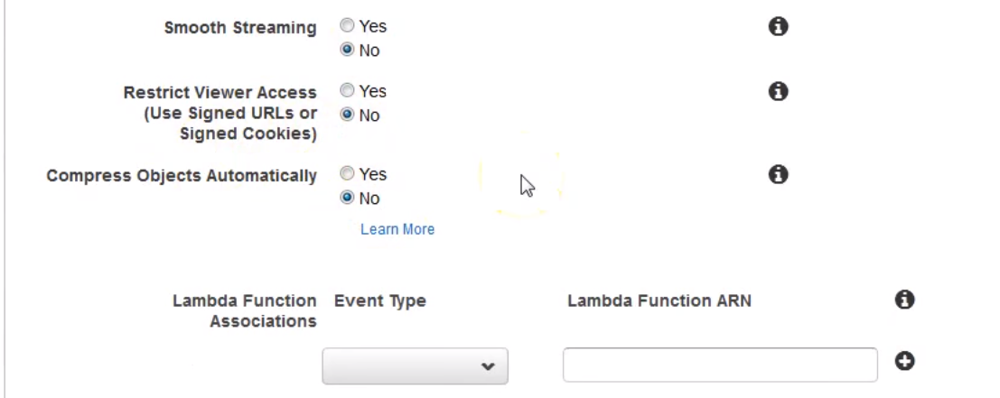 Smooth Streaming
Yes
No
Restrict Viewer Access
(Use Signed URLs or
Signed Cookies)
Yes
No
Compress Objects Automatically
Yes
No
Learn More
Lambda Function
Associations
Event Type
Lambda Function ARN